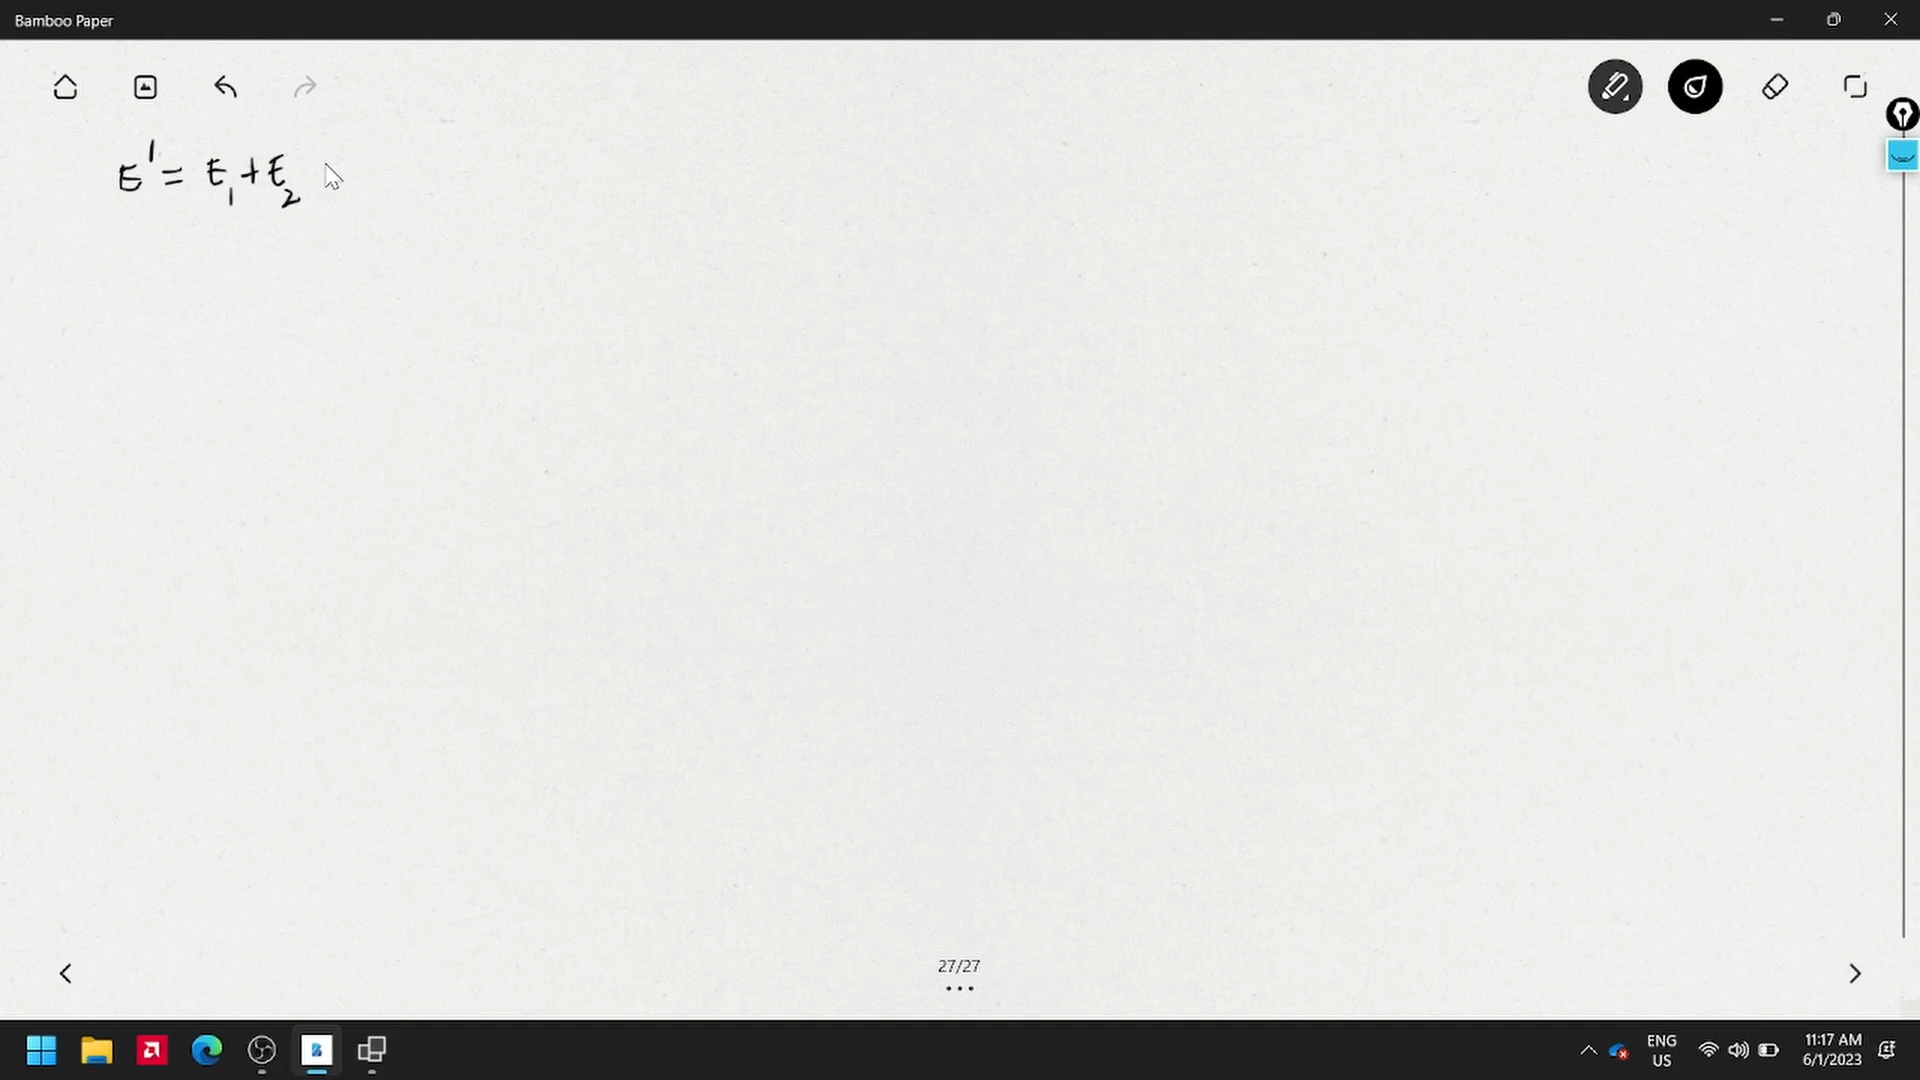 Bamboo Paper
E' = E₁ + E₂
27/27
ENG
US
11:17 AM
6/1/2023